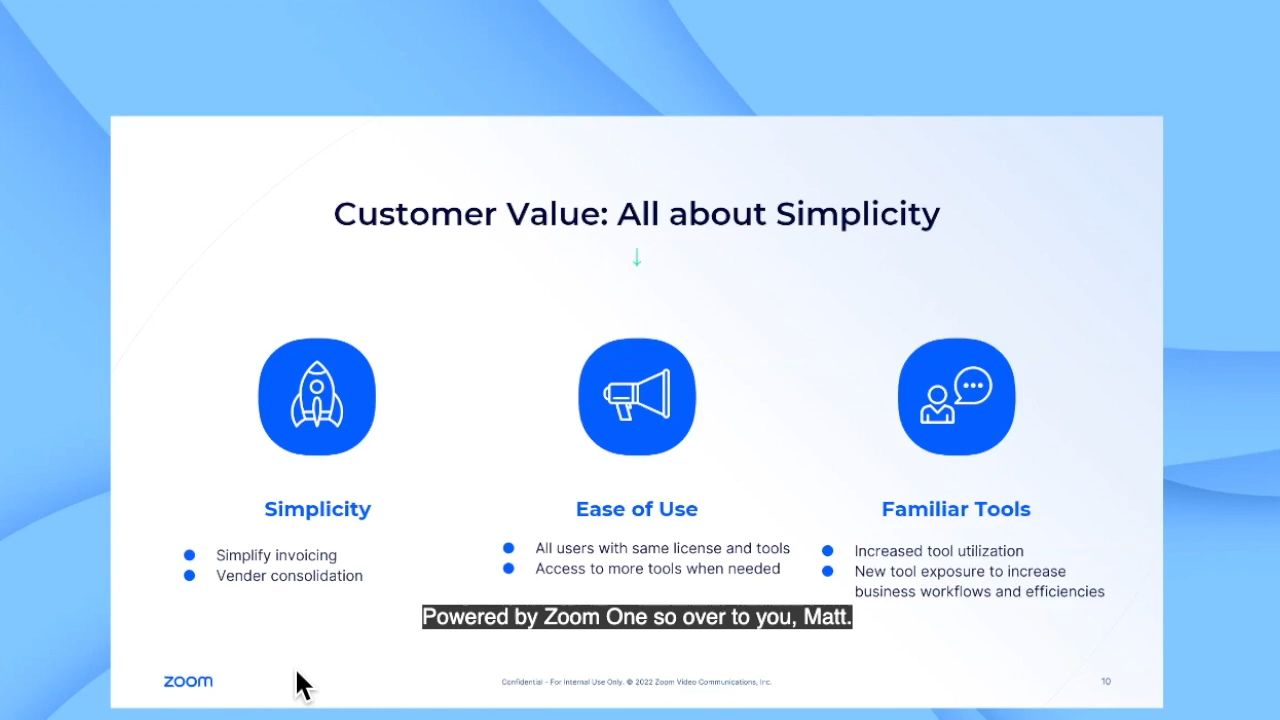 Customer Value: All about Simplicity
↓
Simplicity
Simplify invoicing
Vender consolidation
Ease of Use
All users with same license and tools
Access to more tools when needed
Familiar Tools
Increased tool utilization
New tool exposure to increase
business workflows and efficiencies
Powered by Zoom One so over to you, Matt.
zoom
Confidential - For Internal Use Only. © 2022 Zoom Video Communications, Inc.
10